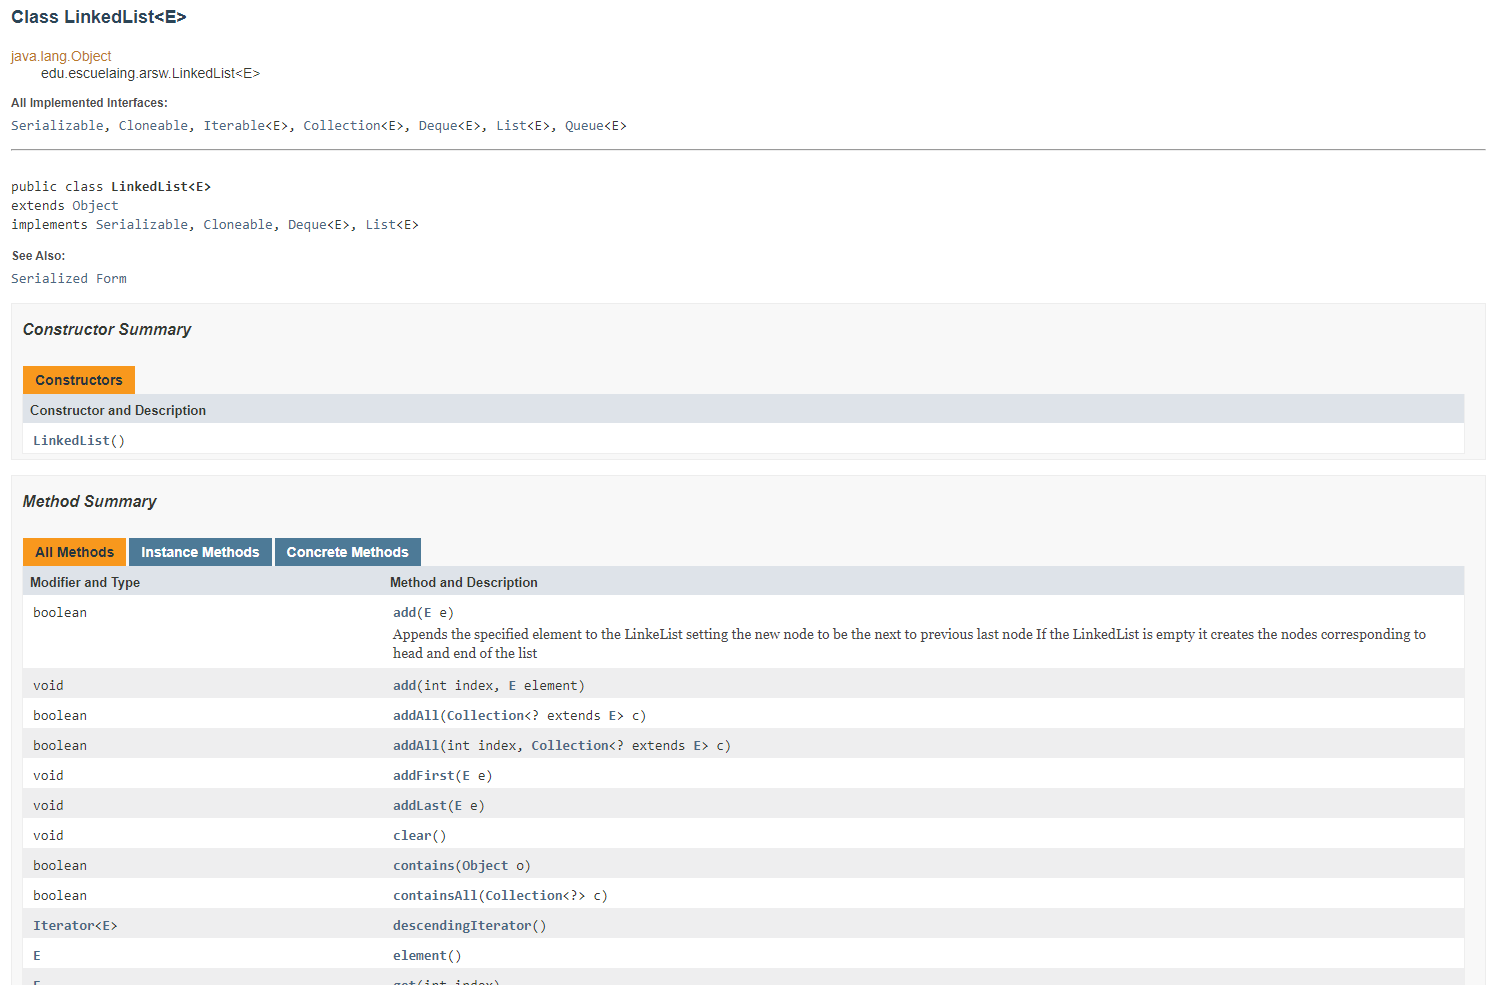 Class LinkedList<E>
java.lang.Object
edu.escuelaing.arsw.LinkedList<E>
All Implemented Interfaces:
Serializable, Cloneable, Iterable<E>, Collection<E>, Deque<E>, List<E>, Queue<E>
public class LinkedList<E>
extends Object
implements Serializable, Cloneable, Deque<E>, List<E>
See Also:
Serialized Form
Constructor Summary
Constructors
Constructor and Description
LinkedList()
Method Summary
All Methods Instance Methods Concrete Methods
Modifier and Type Method and Description
boolean add(E e)
Appends the specified element to the LinkeList setting the new node to be the next to previous last node If the LinkedList is empty it creates the nodes corresponding to
head and end of the list
void add(int index, E element)
boolean addAll(Collection<? extends E> c)
boolean addAll(int index, Collection<? extends E> c)
void addFirst(E e)
void addLast(E e)
void clear()
boolean contains(Object o)
boolean containsAll(Collection<?> c)
Iterator<E> descendingIterator()
E element()
E get(int index)